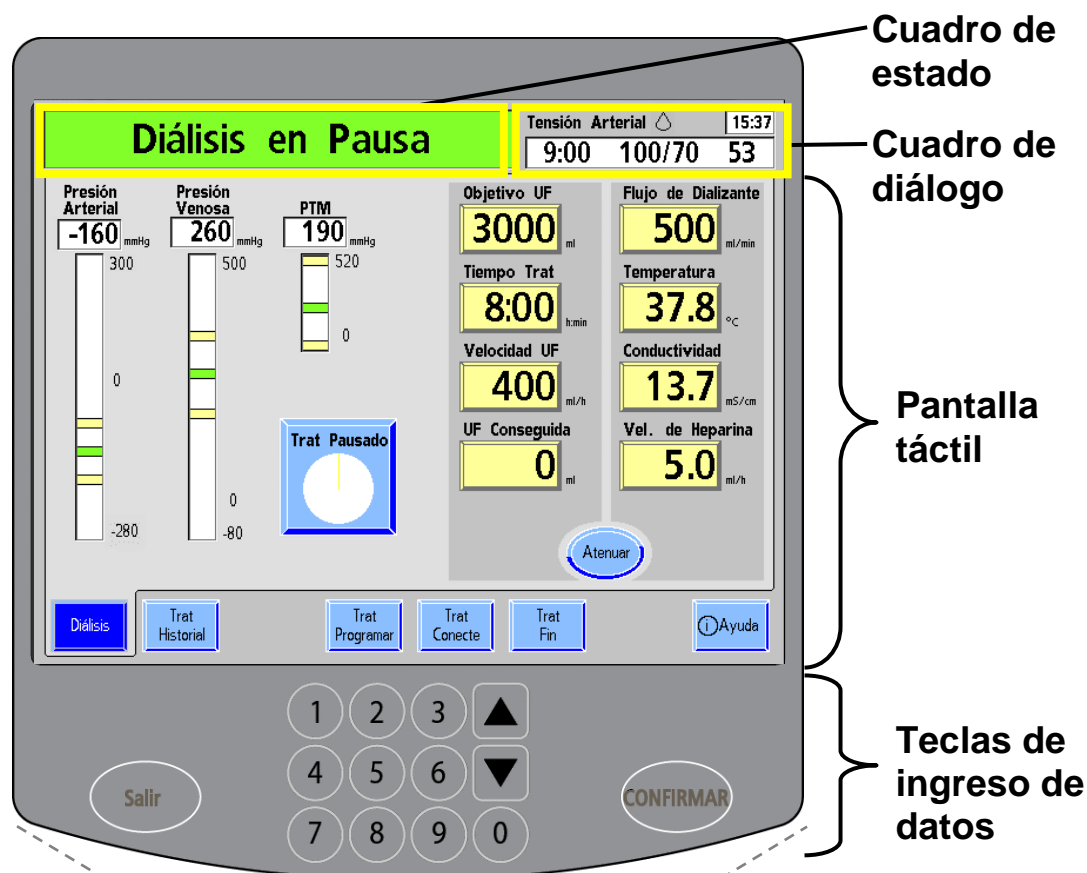 Cuadro de
estado
Cuadro de
diálogo
Pantalla
táctil
Teclas de
ingreso de
datos
Diálisis en Pausa
Tensión Arterial 15:37
9:00 100/70 53
Presión
Arterial
-160 mmHg
300
0
-280
Presión
Venosa
260 mmHg
500
0
-80
PTM
190 mmHg
520
0
Trat Pausado
Objetivo UF
3000 ml
Tiempo Trat
8:00 h:min
Velocidad UF
400 ml/h
UF Conseguida
0 ml
Flujo de Dializante
500 ml/min
Temperatura
37.8 °C
Conductividad
13.7 mS/cm
Vel. de Heparina
5.0 ml/h
Atenuar
Diálisis
Trat
Historial
Trat
Programar
Trat
Conecte
Trat
Fin
i Ayuda
1 2 3
4 5 6
7 8 9 0
Salir
CONFIRMAR